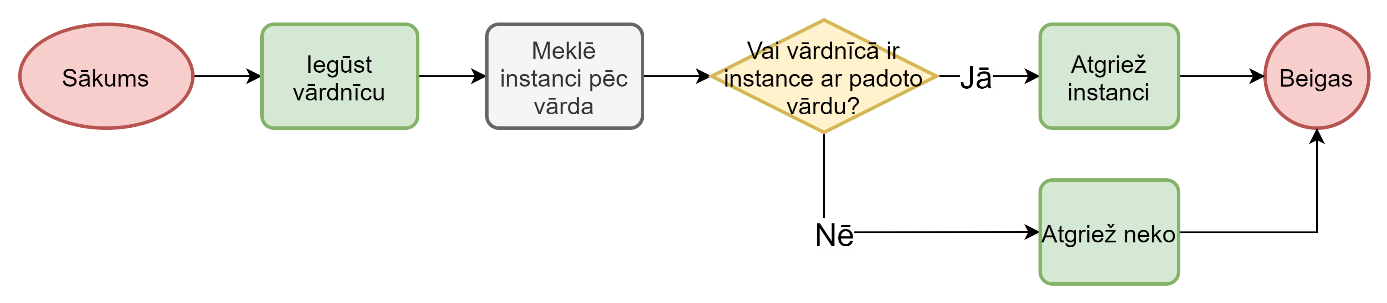 Sākums
Iegūst
vārdnīcu
Meklē
instanci pēc
vārda
Vai vārdnīcā ir
instance ar padoto
vārdu?
Jā
Atgriež
instanci
Beigas
Nē
Atgriež neko